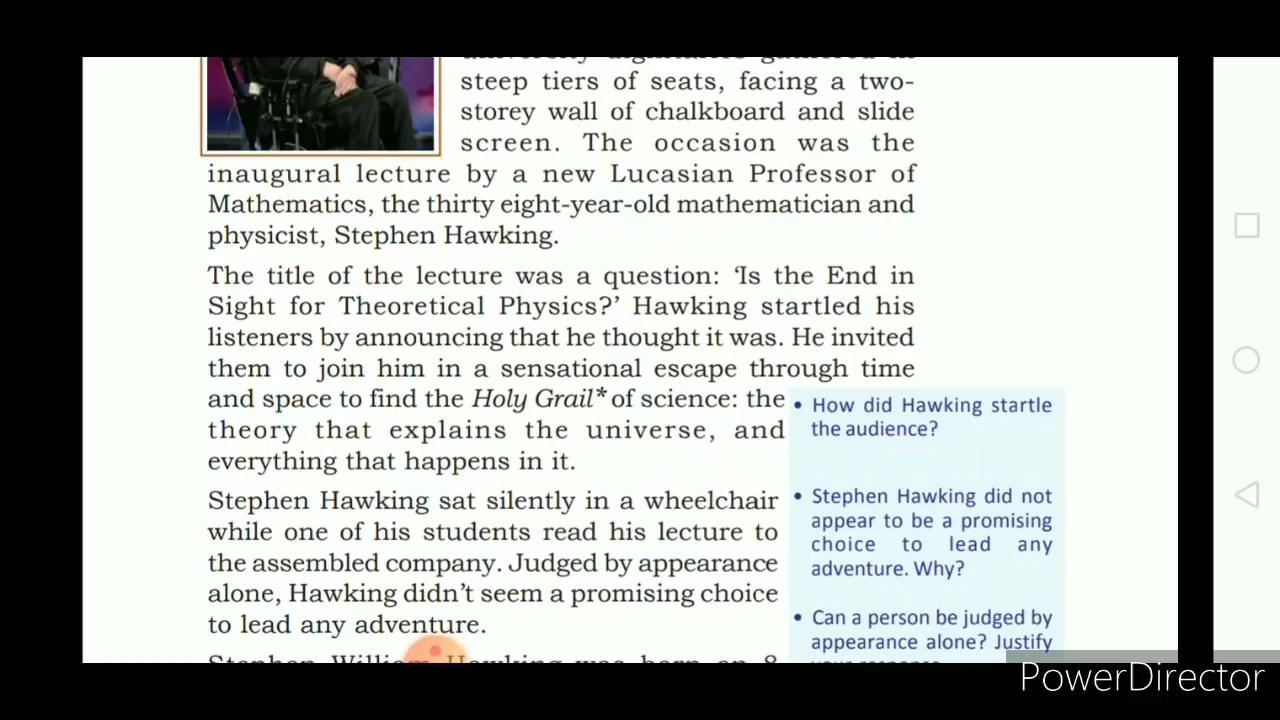 steep tiers of seats, facing a two-
storey wall of chalkboard and slide
screen. The occasion was the
inaugural lecture by a new Lucasian Professor of
Mathematics, the thirty eight-year-old mathematician and
physicist, Stephen Hawking.
The title of the lecture was a question: ‘Is the End in
Sight for Theoretical Physics?’ Hawking startled his
listeners by announcing that he thought it was. He invited
them to join him in a sensational escape through time
and space to find the Holy Grail* of science: the
theory that explains the universe, and
everything that happens in it.
Stephen Hawking sat silently in a wheelchair
while one of his students read his lecture to
the assembled company. Judged by appearance
alone, Hawking didn’t seem a promising choice
to lead any adventure.
Stephen William Hawking was born on 8
• How did Hawking startle
the audience?
• Stephen Hawking did not
appear to be a promising
choice to lead any
adventure. Why?
• Can a person be judged by
appearance alone? Justify
PowerDirector